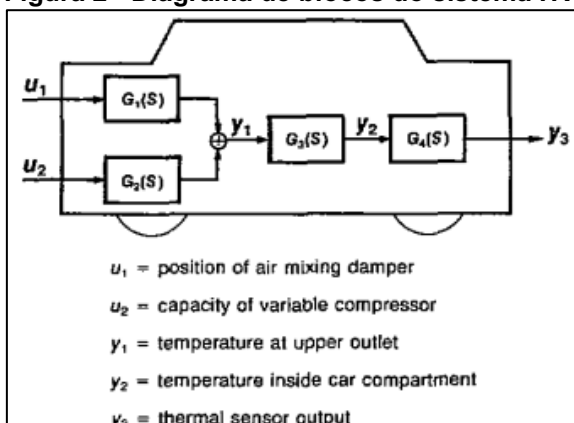 Figura 2 - Diagrama de blocos do sistema
u₁ G₁(S)
y₁ G₃(S) y₂ G₄(S) y₃
u₂ G₂(S)
u₁ = position of air mixing damper
u₂ = capacity of variable compressor
y₁ = temperature at upper outlet
y₂ = temperature inside car compartment
y₃ = thermal sensor output